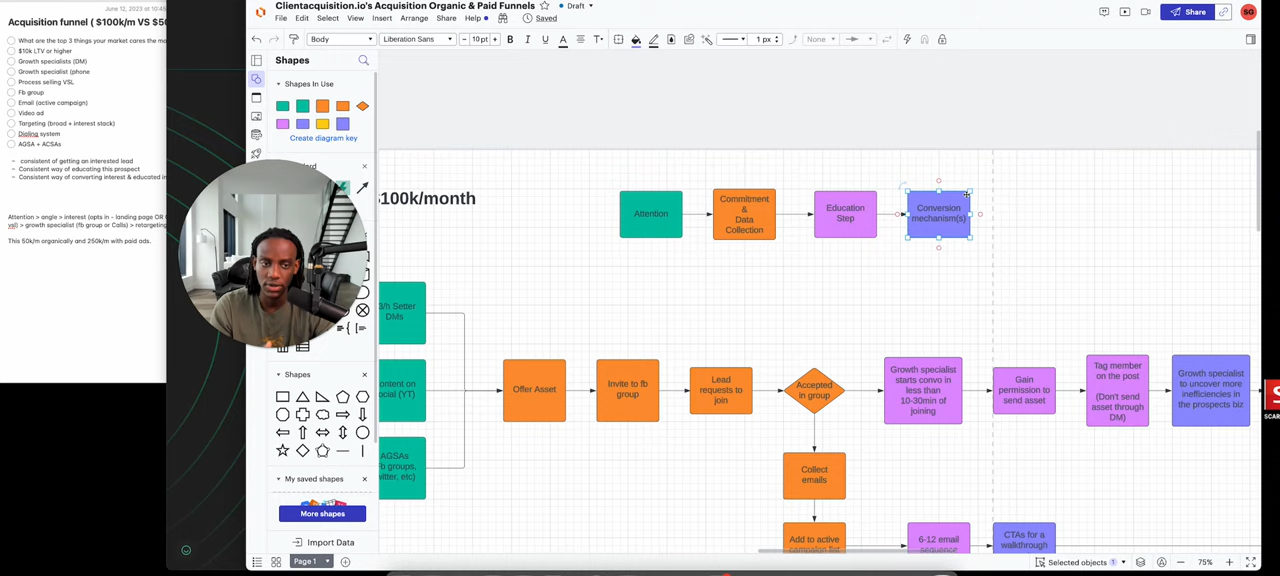 June 12, 2023 at 10:45
Acquisition funnel ( $100k/m VS $50
What are the top 3 things your market cares the mo
$10k LTV or higher
Growth specialists (DM)
Growth specialist (phone
Process selling VSL
Fb group
Email (active campaign)
Video ad
Targeting (broad + interest stack)
Dialing system
AGSA + ACSAs
- consistent of getting an interested lead
- Consistent way of educating this prospect
- Consistent way of converting interest & educated in
Attention > angle > interest (opts in - landing page OR
vsl) > growth specialist (fb group or Calls) > retargeting
This 50k/m organically and 250k/m with paid ads.
Clientacquisition.io's Acquisition Organic & Paid Funnels
Draft
File Edit Select View Insert Arrange Share Help
Saved
Share
SG
Body
Liberation Sans
10 pt
B I U A T
1 px
None
Shapes
Shapes In Use
Create diagram key
Shapes
My saved shapes
More shapes
Import Data
$100k/month
Attention
Commitment
&
Data
Collection
Education
Step
Conversion
mechanism(s)
3/h Setter
DMs
ontent on
ocial (YT)
AGSAs
Fb groups,
witter, etc)
Offer Asset
Invite to fb
group
Lead
requests to
join
Accepted
in group
Growth specialist
starts convo in
less than
10-30min of
joining
Gain
permission to
send asset
Tag member
on the post
(Don't send
asset through
DM)
Growth specialist
to uncover more
inefficiencies in
the prospects biz
Collect
emails
Add to active
campaign list
6-12 email
sequence
CTAs for a
walkthrough
SCAR
Page 1
Selected objects 1
75%